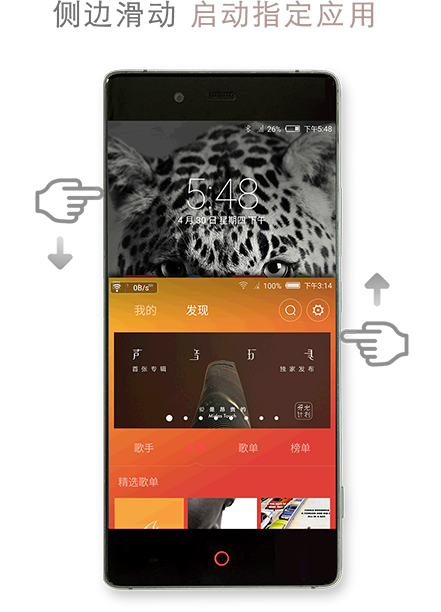 侧边滑动 启动指定应用
26% 下午5:48
5:48
4月30日 星期四 下午
0B/s 100% 下午3:14
我的 发现
首张专辑 独家发布
歌手 歌单 榜单
精选歌单